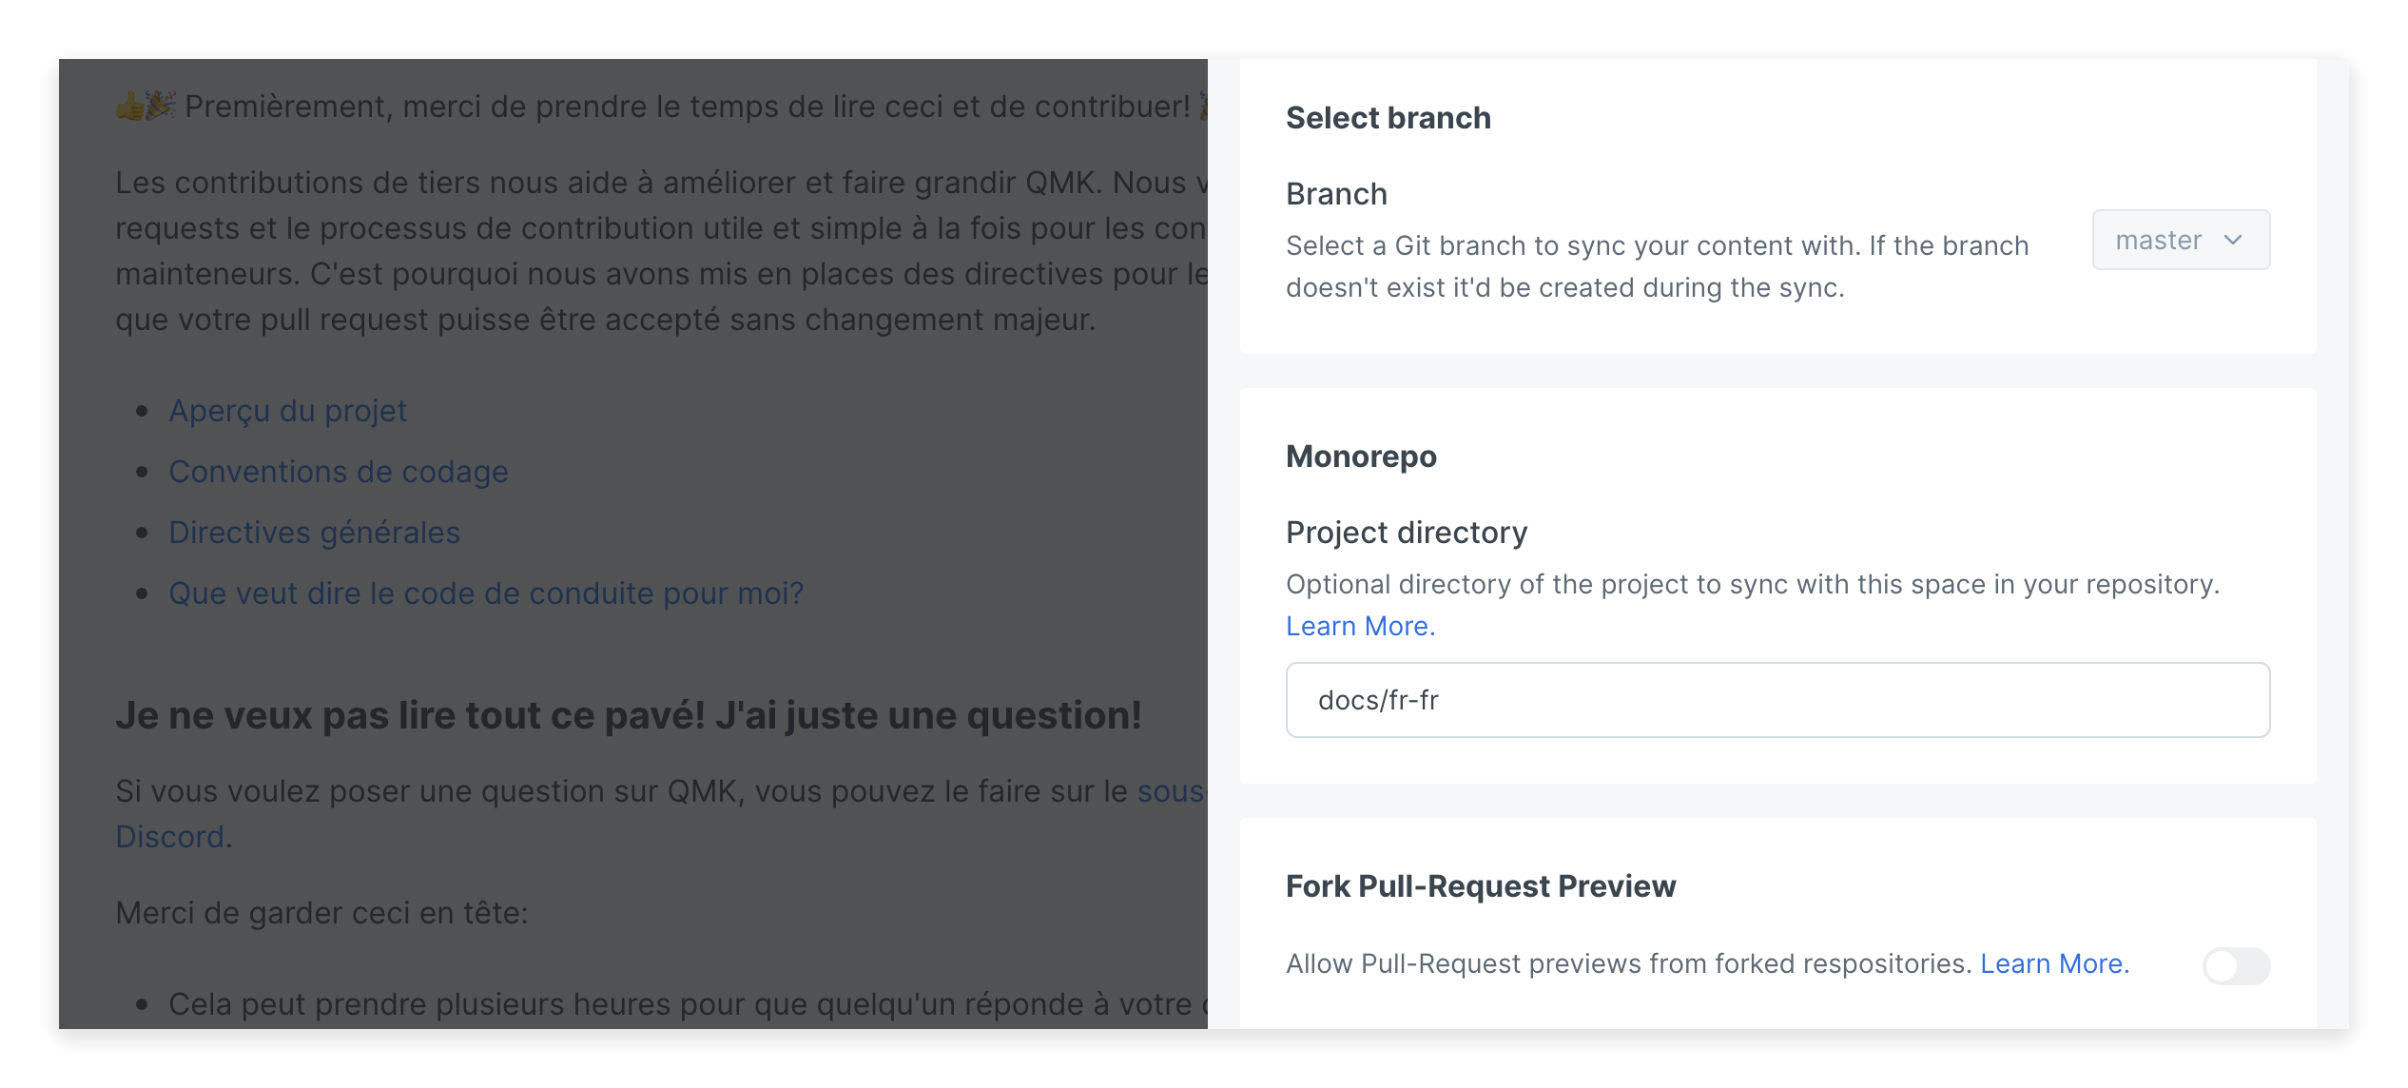 👍🎉 Premièrement, merci de prendre le temps de lire ceci et de contribuer!
Les contributions de tiers nous aide à améliorer et faire grandir QMK. Nous
requests et le processus de contribution utile et simple à la fois pour les
mainteneurs. C'est pourquoi nous avons mis en places des directives pour
que votre pull request puisse être accepté sans changement majeur.
• Aperçu du projet
• Conventions de codage
• Directives générales
• Que veut dire le code de conduite pour moi?
Je ne veux pas lire tout ce pavé! J'ai juste une question!
Si vous voulez poser une question sur QMK, vous pouvez le faire sur le sous-
Discord.
Merci de garder ceci en tête:
• Cela peut prendre plusieurs heures pour que quelqu'un réponde à votre
Select branch
Branch
Select a Git branch to sync your content with. If the branch
doesn't exist it'd be created during the sync.
master
Monorepo
Project directory
Optional directory of the project to sync with this space in your repository.
Learn More.
docs/fr-fr
Fork Pull-Request Preview
Allow Pull-Request previews from forked respositories. Learn More.